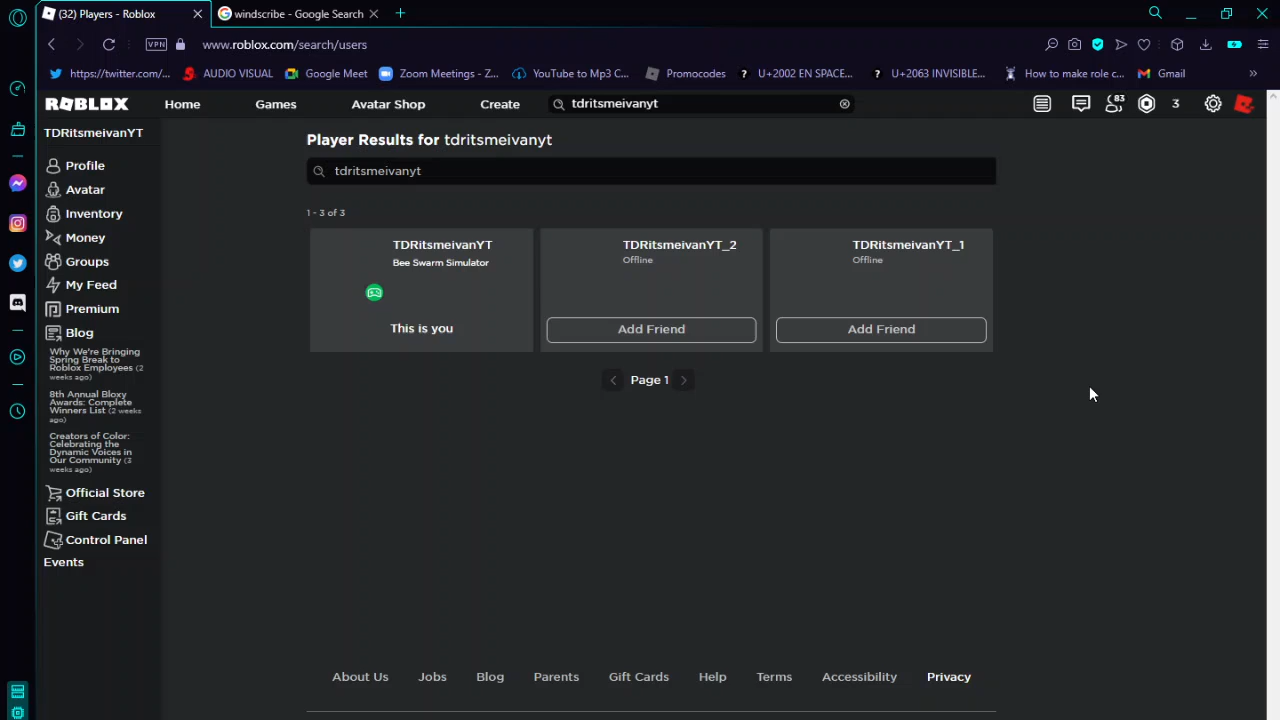 (32) Players - Roblox
windscribe - Google Search
VPN
www.roblox.com/search/users
https://twitter.com/...
AUDIO VISUAL
Google Meet
Zoom Meetings - Z...
YouTube to Mp3 C...
Promocodes
U+2002 EN SPACE...
U+2063 INVISIBLE...
How to make role c...
Gmail
ROBLOX
Home
Games
Avatar Shop
Create
tdritsmeivanyt
83
3
TDRitsmeivanYT
Profile
Avatar
Inventory
Money
Groups
My Feed
Premium
Blog
Why We're Bringing
Spring Break to
Roblox Employees (2
weeks ago)
8th Annual Bloxy
Awards: Complete
Winners List (2 weeks
ago)
Creators of Color:
Celebrating the
Dynamic Voices in
Our Community (3
weeks ago)
Official Store
Gift Cards
Control Panel
Events
Player Results for tdritsmeivanyt
tdritsmeivanyt
1 - 3 of 3
TDRitsmeivanYT
Bee Swarm Simulator
This is you
TDRitsmeivanYT_2
Offline
Add Friend
TDRitsmeivanYT_1
Offline
Add Friend
Page 1
About Us
Jobs
Blog
Parents
Gift Cards
Help
Terms
Accessibility
Privacy